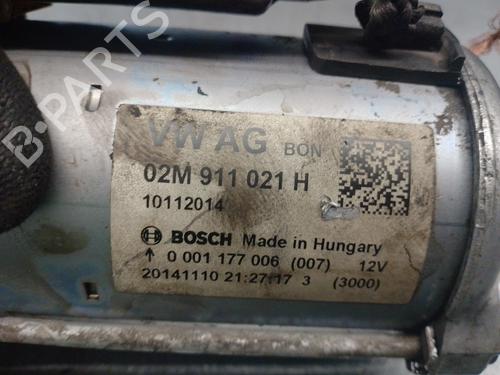 B-PARTS
VW AG BON
02M 911 021 H
10112014
BOSCH Made in Hungary
↑ 0 001 177 006 (007) 12V
20141110 21:27:17 3 (3000)